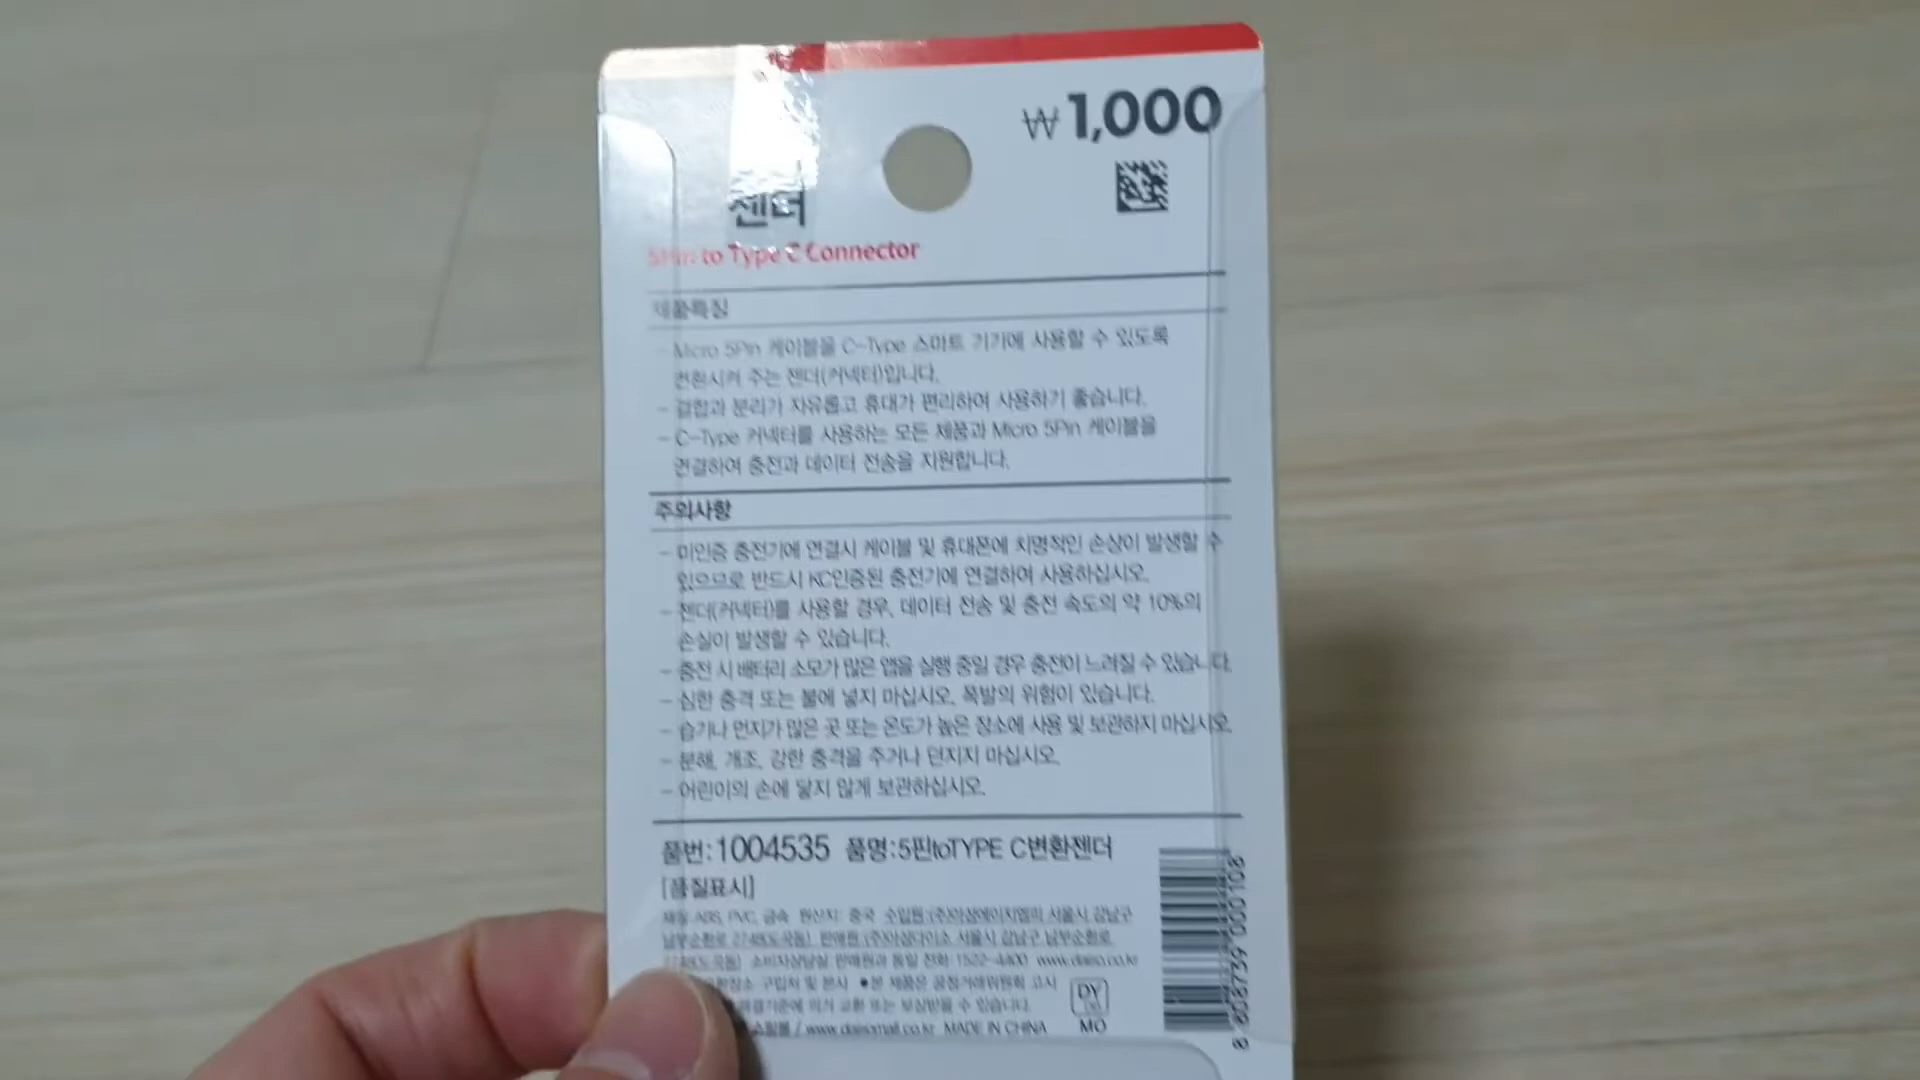 ₩1,000
젠더
5Pin to Type C Connector
제품특징
- Micro 5Pin 케이블을 C-Type 스마트 기기에 사용할 수 있도록
변환시켜 주는 젠더(커넥터)입니다.
- 결합과 분리가 자유롭고 휴대가 편리하여 사용하기 좋습니다.
- C-Type 커넥터를 사용하는 모든 제품과 Micro 5Pin 케이블을
연결하여 충전과 데이터 전송을 지원합니다.
주의사항
- 미인증 충전기에 연결시 케이블 및 휴대폰에 치명적인 손상이 발생할 수
있으므로 반드시 KC인증된 충전기에 연결하여 사용하십시오.
- 젠더(커넥터)를 사용할 경우, 데이터 전송 및 충전 속도의 약 10%의
손실이 발생할 수 있습니다.
- 충전 시 배터리 소모가 많은 앱을 실행 중일 경우 충전이 느려질 수 있습니다.
- 심한 충격 또는 불에 넣지 마십시오. 폭발의 위험이 있습니다.
- 습기나 먼지가 많은 곳 또는 온도가 높은 장소에 사용 및 보관하지 마십시오.
- 분해, 개조, 강한 충격을 주거나 던지지 마십시오.
- 어린이의 손에 닿지 않게 보관하십시오.
품번:1004535 품명:5핀toTYPE C변환젠더
[품질표시]
재질:ABS, PVC, 금속 원산지: 중국 수입원:(주)아성에이치엠피 서울시 강남구
남부순환로 2748(도곡동) 판매원:(주)아성다이소 서울시 강남구 남부순환로
2748(도곡동) 소비자상담실 판매원과 동일 전화 1522-4400 www.daiso.co.kr
구입처 및 본사 ●본 제품은 공정거래위원회 고시
해결기준에 의거 교환 또는 보상받을 수 있습니다.
쇼핑몰 / www.daisomall.co.kr MADE IN CHINA
DY
MO
8 808739 000108